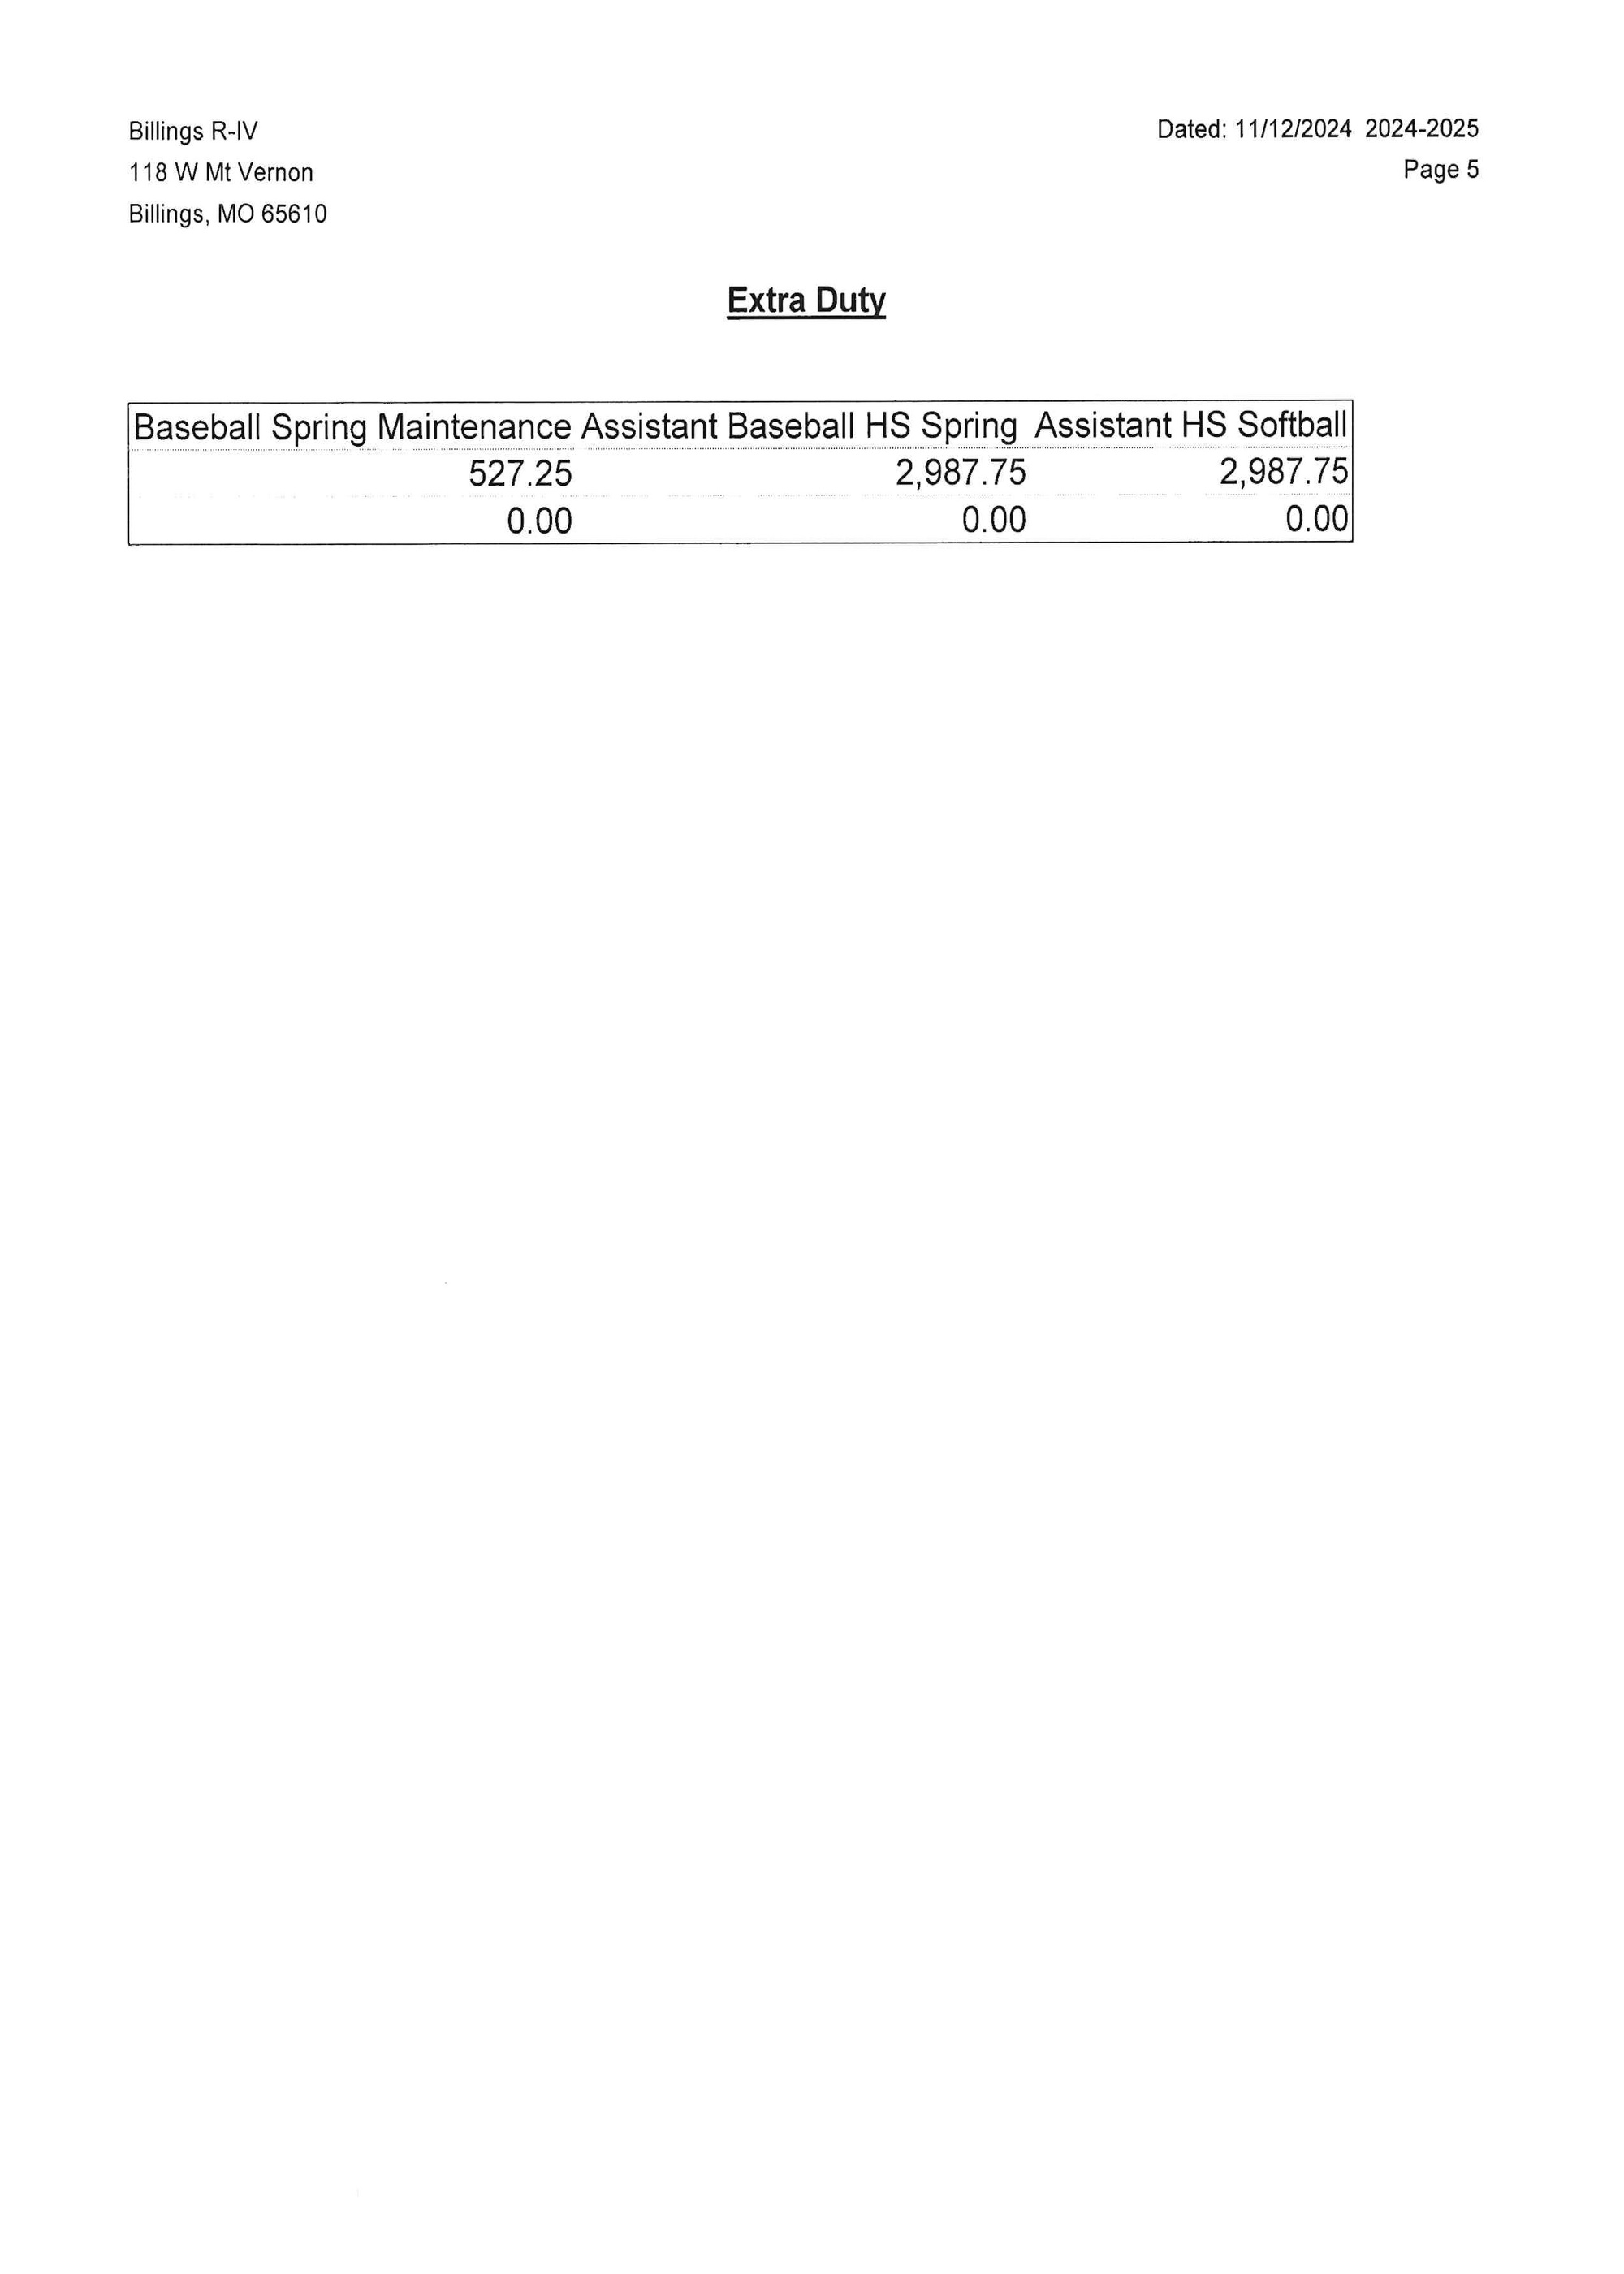 Billings R-IV
118 W Mt Vernon
Billings, MO 65610
Dated: 11/12/2024 2024-2025
Page 5
Extra Duty
Baseball Spring Maintenance Assistant Baseball HS Spring Assistant HS Softball
527.25 2,987.75 2,987.75
0.00 0.00 0.00